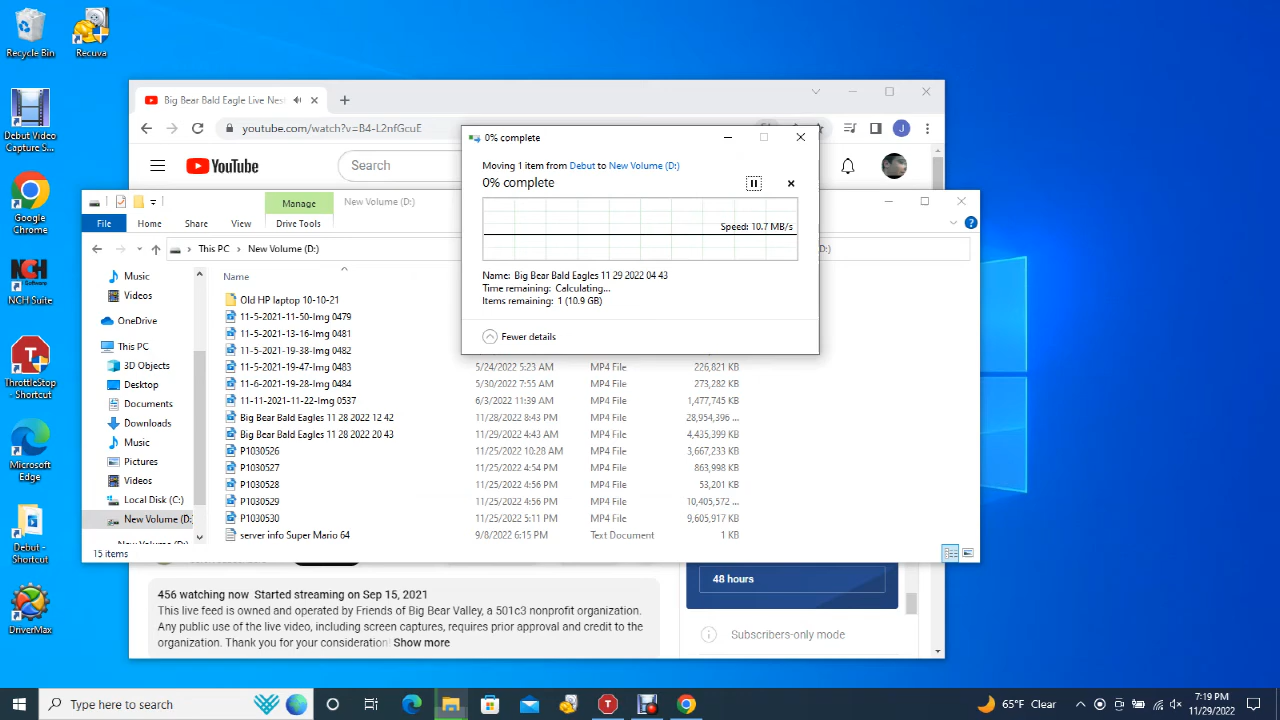 Recycle Bin
Recuva
Debut Video
Capture S...
Google
Chrome
NCH Suite
ThrottleStop
- Shortcut
Microsoft
Edge
Debut -
Shortcut
DriverMax
Big Bear Bald Eagle Live Nes
youtube.com/watch?v=B4-L2nfGcuE
J
YouTube
Search
0% complete
Moving 1 item from Debut to New Volume (D:)
0% complete
Speed: 10.7 MB/s
Name: Big Bear Bald Eagles 11 29 2022 04 43
Time remaining: Calculating...
Items remaining: 1 (10.9 GB)
Fewer details
Manage
New Volume (D:)
File
Home
Share
View
Drive Tools
This PC
New Volume (D:)
D:)
Music
Videos
OneDrive
This PC
3D Objects
Desktop
Documents
Downloads
Music
Pictures
Videos
Local Disk (C:)
New Volume (D:
Name
Old HP laptop 10-10-21
11-5-2021-11-50-Img 0479
11-5-2021-13-16-Img 0481
11-5-2021-19-38-Img 0482
11-5-2021-19-47-Img 0483 5/24/2022 5:23 AM MP4 File 226,821 KB
11-6-2021-19-28-Img 0484 5/30/2022 7:55 AM MP4 File 273,282 KB
11-11-2021-11-22-Img 0537 6/3/2022 11:39 AM MP4 File 1,477,745 KB
Big Bear Bald Eagles 11 28 2022 12 42 11/28/2022 8:43 PM MP4 File 28,954,396 ...
Big Bear Bald Eagles 11 28 2022 20 43 11/29/2022 4:43 AM MP4 File 4,435,399 KB
P1030526 11/25/2022 10:28 AM MP4 File 3,667,233 KB
P1030527 11/25/2022 4:54 PM MP4 File 863,998 KB
P1030528 11/25/2022 4:56 PM MP4 File 53,201 KB
P1030529 11/25/2022 4:56 PM MP4 File 10,405,572 ...
P1030530 11/25/2022 5:11 PM MP4 File 9,605,917 KB
server info Super Mario 64 9/8/2022 6:15 PM Text Document 1 KB
15 items
456 watching now Started streaming on Sep 15, 2021
This live feed is owned and operated by Friends of Big Bear Valley, a 501c3 nonprofit organization.
Any public use of the live video, including screen captures, requires prior approval and credit to the
organization. Thank you for your consideration! Show more
48 hours
Subscribers-only mode
Type here to search
65°F Clear
7:19 PM
11/29/2022